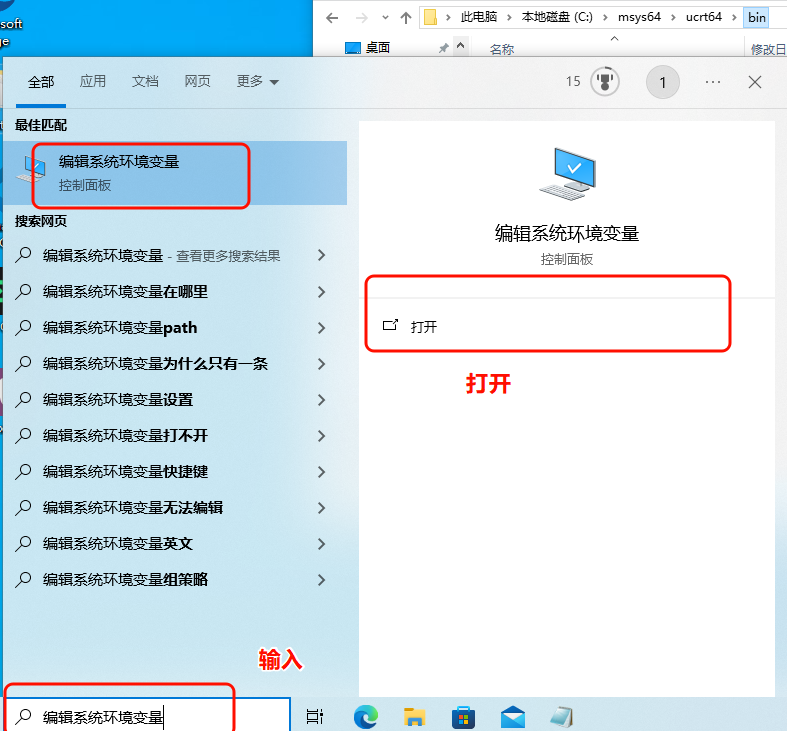 soft
ge
此电脑 › 本地磁盘 (C:) › msys64 › ucrt64 › bin
桌面
名称
修改日
全部 应用 文档 网页 更多
15
1
最佳匹配
编辑系统环境变量
控制面板
搜索网页
编辑系统环境变量 - 查看更多搜索结果
编辑系统环境变量在哪里
编辑系统环境变量path
编辑系统环境变量为什么只有一条
编辑系统环境变量设置
编辑系统环境变量打不开
编辑系统环境变量快捷键
编辑系统环境变量无法编辑
编辑系统环境变量英文
编辑系统环境变量组策略
编辑系统环境变量
控制面板
打开
打开
输入
编辑系统环境变量